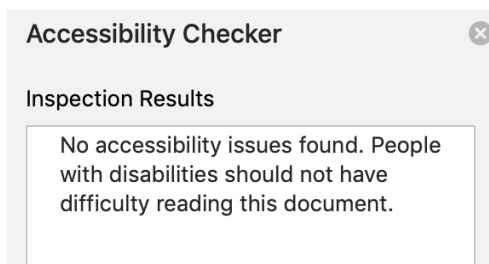 Accessibility Checker
Inspection Results
No accessibility issues found. People
with disabilities should not have
difficulty reading this document.